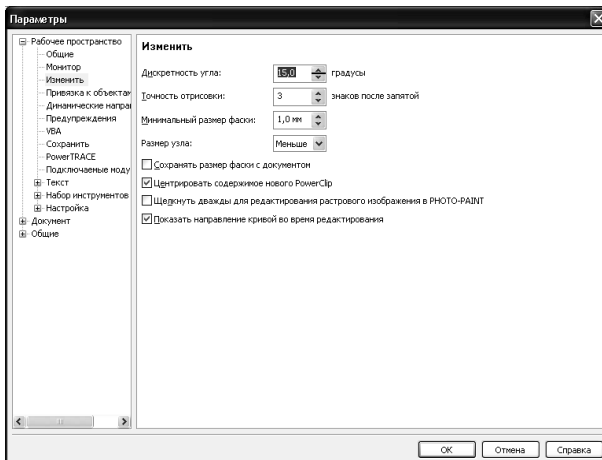 Параметры
Рабочее пространство
Общие
Монитор
Изменить
Привязка к объектам
Динамические напра
Предупреждения
VBA
Сохранить
PowerTRACE
Подключаемые моду
Текст
Набор инструментов
Настройка
Документ
Общие
Изменить
Дискретность угла: 15,0 градусы
Точность отрисовки: 3 знаков после запятой
Минимальный размер фаски: 1,0 мм
Размер узла: Меньше
Сохранять размер фаски с документом
Центрировать содержимое нового PowerClip
Щелкнуть дважды для редактирования растрового изображения в PHOTO-PAINT
Показать направление кривой во время редактирования
ОК Отмена Справка